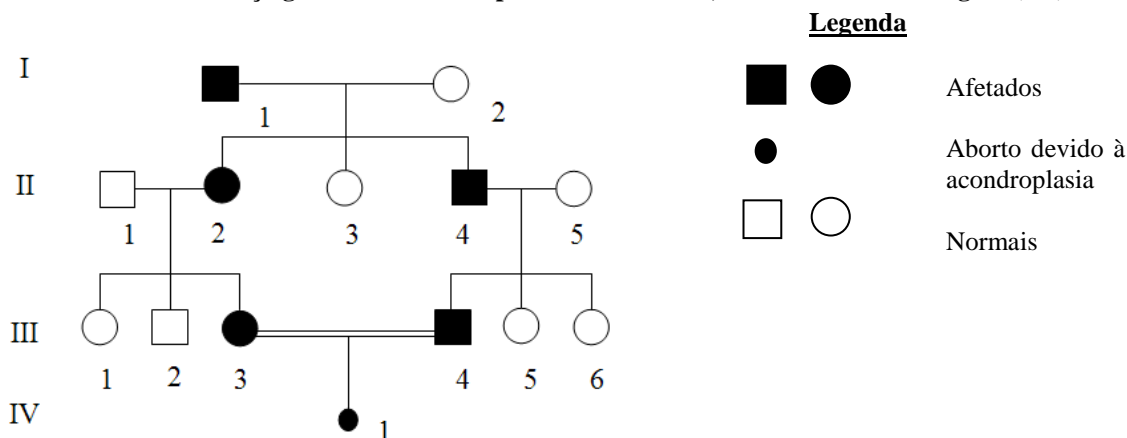 Legenda
I
1
2
Afetados
Aborto devido à
acondroplasia
II
1
2
3
4
5
Normais
III
1
2
3
4
5
6
IV
1